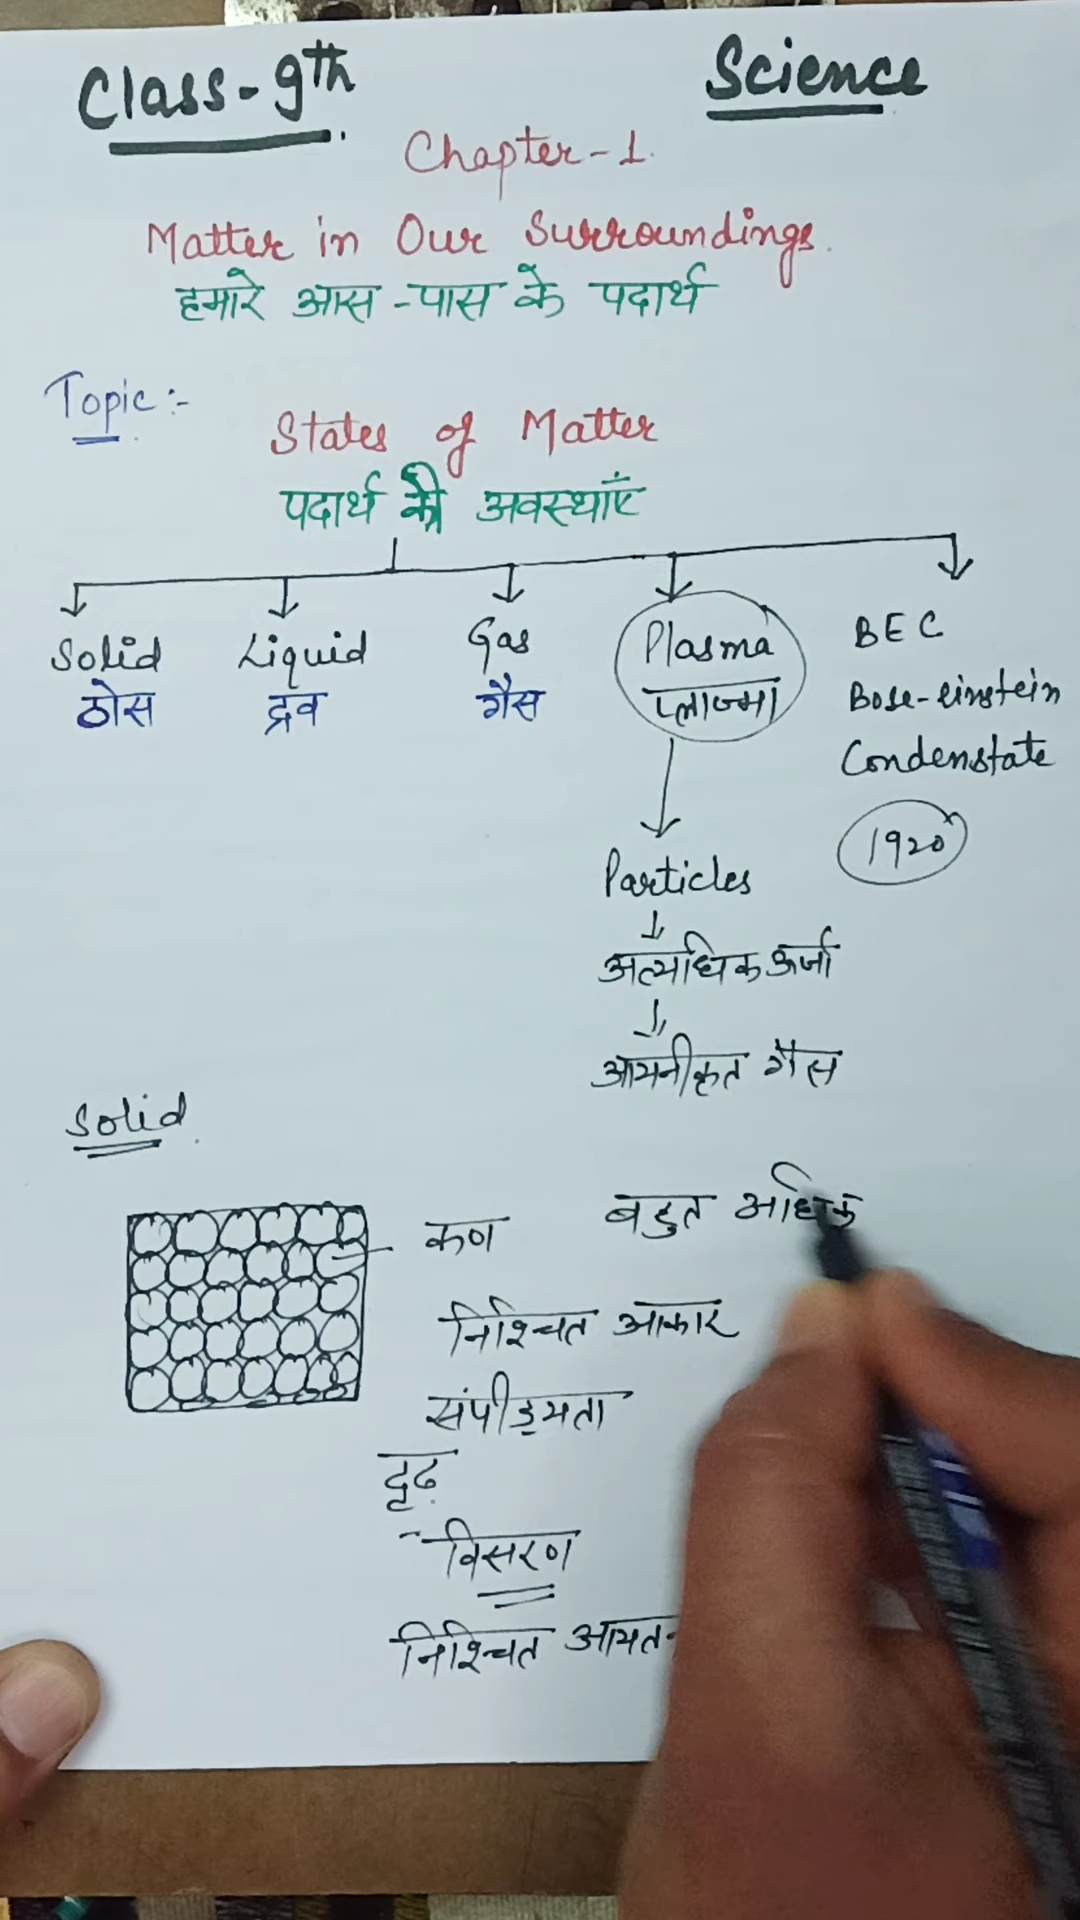 Class-9th
Science
Chapter-1.
Matter in Our Surroundings.
हमारे आस-पास के पदार्थ
Topic:-
States of Matter
पदार्थ की अवस्थाएँ
Solid
ठोस
Liquid
द्रव
Gas
गैस
Plasma
प्लाज्मा
BEC
Bose-einstein
Condenstate
1920
Particles
अत्यधिक ऊर्जा
आयनीकृत गैस
Solid
कण
बहुत अधिक
निश्चित आकार
संपीड़यता
दृढ़
विसरण
निश्चित आयतन